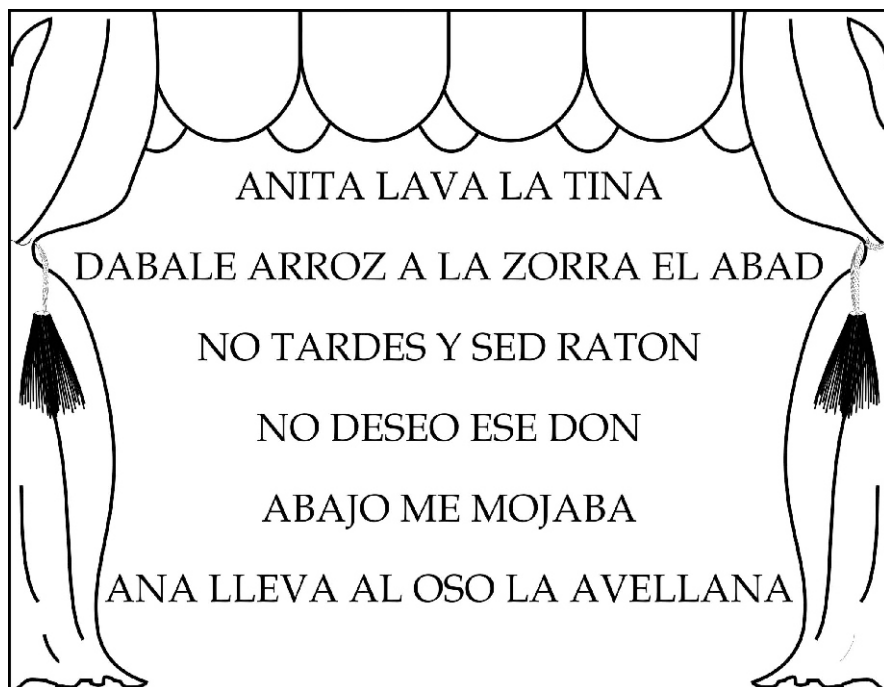 ANITA LAVA LA TINA
DABALE ARROZ A LA ZORRA EL ABAD
NO TARDES Y SED RATON
NO DESEO ESE DON
ABAJO ME MOJABA
ANA LLEVA AL OSO LA AVELLANA